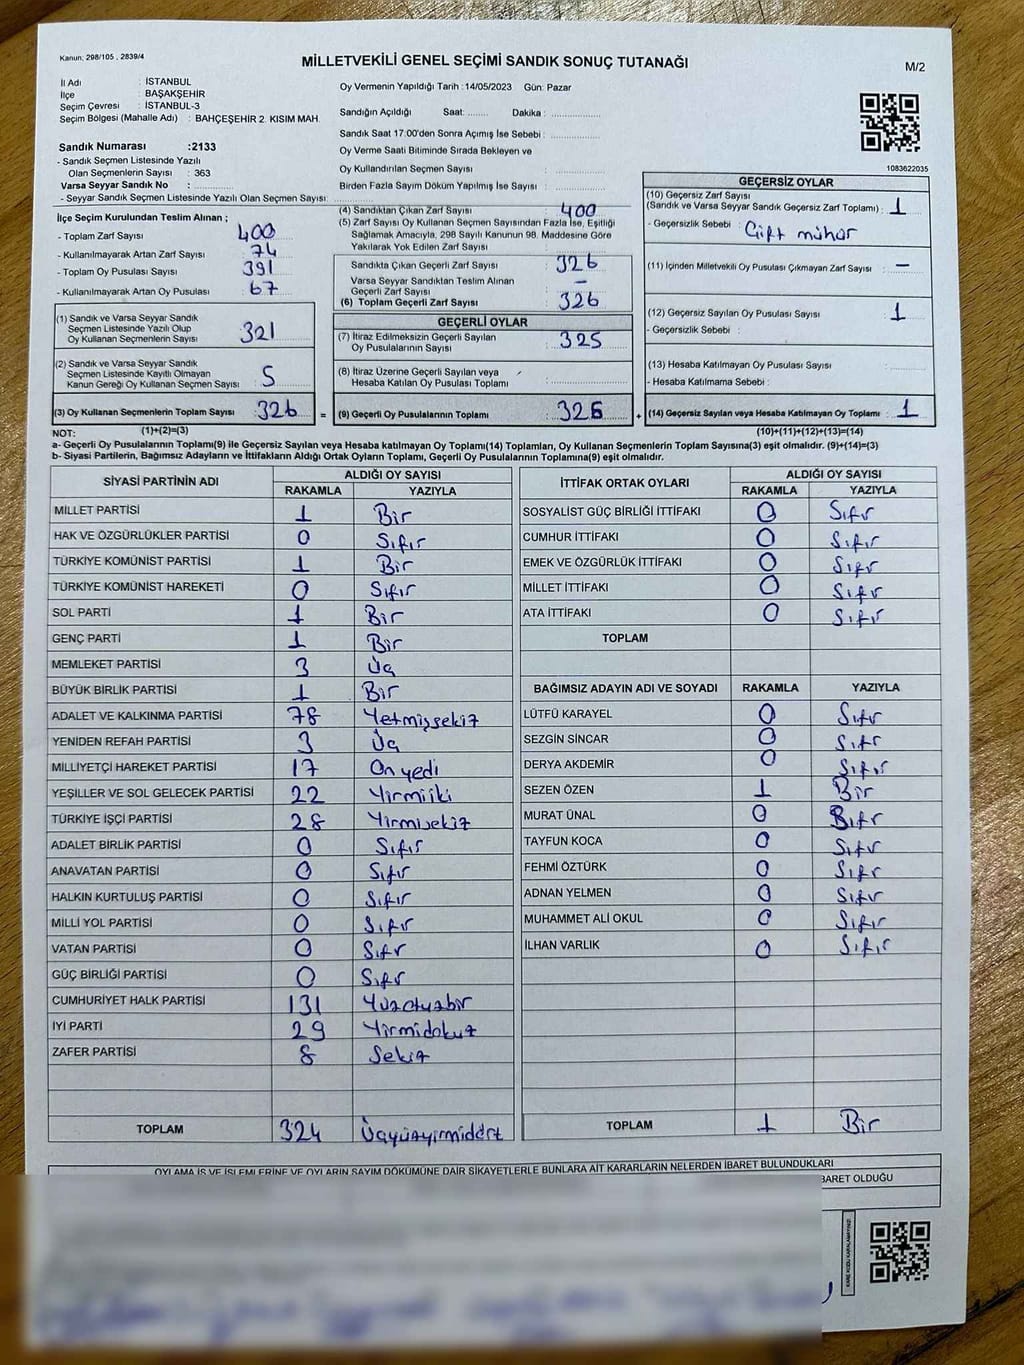 Kanun: 298/105 , 2839/4
MİLLETVEKİLİ GENEL SEÇİMİ SANDIK SONUÇ TUTANAĞI
M/2
İl Adı : İSTANBUL
İlçe : BAŞAKŞEHİR
Seçim Çevresi : İSTANBUL-3
Seçim Bölgesi (Mahalle Adı) : BAHÇEŞEHİR 2. KISIM MAH.
Sandık Numarası :2133
- Sandık Seçmen Listesinde Yazılı
Olan Seçmenlerin Sayısı : 363
Varsa Seyyar Sandık No :
- Seyyar Sandık Seçmen Listesinde Yazılı Olan Seçmen Sayısı:
Oy Vermenin Yapıldığı Tarih :14/05/2023 Gün: Pazar
Sandığın Açıldığı Saat: Dakika :
Sandık Saat 17:00'den Sonra Açımış İse Sebebi :
Oy Verme Saati Bitiminde Sırada Bekleyen ve
Oy Kullandırılan Seçmen Sayısı :
Birden Fazla Sayım Döküm Yapılmış İse Sayısı :
1083622035
İlçe Seçim Kurulundan Teslim Alınan ;
- Toplam Zarf Sayısı : 400
- Kullanılmayarak Artan Zarf Sayısı : 74
- Toplam Oy Pusulası Sayısı : 391
- Kullanılmayarak Artan Oy Pusulası : 67
(4) Sandıktan Çıkan Zarf Sayısı : 400
(5) Zarf Sayısı Oy Kullanan Seçmen Sayısından Fazla İse, Eşitliği
Sağlamak Amacıyla, 298 Sayılı Kanunun 98. Maddesine Göre
Yakılarak Yok Edilen Zarf Sayısı :
Sandıkta Çıkan Geçerli Zarf Sayısı : 326
Varsa Seyyar Sandıktan Teslim Alınan
Geçerli Zarf Sayısı : –
(6) Toplam Geçerli Zarf Sayısı : 326
GEÇERSİZ OYLAR
(10) Geçersiz Zarf Sayısı
(Sandık ve Varsa Seyyar Sandık Geçersiz Zarf Toplamı) : 1
- Geçersizlik Sebebi : Çift mühür
(11) İçinden Milletvekili Oy Pusulası Çıkmayan Zarf Sayısı : –
(12) Geçersiz Sayılan Oy Pusulası Sayısı : 1
- Geçersizlik Sebebi :
(13) Hesaba Katılmayan Oy Pusulası Sayısı :
- Hesaba Katılmama Sebebi :
(1) Sandık ve Varsa Seyyar Sandık
Seçmen Listesinde Yazılı Olup
Oy Kullanan Seçmenlerin Sayısı : 321
(2) Sandık ve Varsa Seyyar Sandık
Seçmen Listesinde Kayıtlı Olmayan
Kanun Gereği Oy Kullanan Seçmen Sayısı : 5
GEÇERLİ OYLAR
(7) İtiraz Edilmeksizin Geçerli Sayılan
Oy Pusulalarının Sayısı : 325
(8) İtiraz Üzerine Geçerli Sayılan veya
Hesaba Katılan Oy Pusulası Toplamı :
(3) Oy Kullanan Seçmenlerin Toplam Sayısı : 326 = (9) Geçerli Oy Pusulalarının Toplamı : 325 + (14) Geçersiz Sayılan veya Hesaba Katılmayan Oy Toplamı : 1
NOT: (1)+(2)=(3) (10)+(11)+(12)+(13)=(14)
a- Geçerli Oy Pusulalarının Toplamı(9) ile Geçersiz Sayılan veya Hesaba katılmayan Oy Toplamı(14) Toplamları, Oy Kullanan Seçmenlerin Toplam Sayısına(3) eşit olmalıdır. (9)+(14)=(3)
b- Siyasi Partilerin, Bağımsız Adayların ve İttifakların Aldığı Ortak Oyların Toplamı, Geçerli Oy Pusulalarının Toplamına(9) eşit olmalıdır.
SİYASİ PARTİNİN ADI ALDIĞI OY SAYISI
RAKAMLA YAZIYLA
MİLLET PARTİSİ 1 Bir
HAK VE ÖZGÜRLÜKLER PARTİSİ 0 Sıfır
TÜRKİYE KOMÜNİST PARTİSİ 1 Bir
TÜRKİYE KOMÜNİST HAREKETİ 0 Sıfır
SOL PARTİ 1 Bir
GENÇ PARTİ 1 Bir
MEMLEKET PARTİSİ 3 Üç
BÜYÜK BİRLİK PARTİSİ 1 Bir
ADALET VE KALKINMA PARTİSİ 78 Yetmişsekiz
YENİDEN REFAH PARTİSİ 3 Üç
MİLLİYETÇİ HAREKET PARTİSİ 17 Onyedi
YEŞİLLER VE SOL GELECEK PARTİSİ 22 Yirmiiki
TÜRKİYE İŞÇİ PARTİSİ 28 Yirmisekiz
ADALET BİRLİK PARTİSİ 0 Sıfır
ANAVATAN PARTİSİ 0 Sıfır
HALKIN KURTULUŞ PARTİSİ 0 Sıfır
MİLLİ YOL PARTİSİ 0 Sıfır
VATAN PARTİSİ 0 Sıfır
GÜÇ BİRLİĞİ PARTİSİ 0 Sıfır
CUMHURİYET HALK PARTİSİ 131 Yüzotuzbir
İYİ PARTİ 29 Yirmidokuz
ZAFER PARTİSİ 8 Sekiz
TOPLAM 324 Üçyüzyirmidört
İTTİFAK ORTAK OYLARI ALDIĞI OY SAYISI
RAKAMLA YAZIYLA
SOSYALİST GÜÇ BİRLİĞİ İTTİFAKI 0 Sıfır
CUMHUR İTTİFAKI 0 Sıfır
EMEK VE ÖZGÜRLÜK İTTİFAKI 0 Sıfır
MİLLET İTTİFAKI 0 Sıfır
ATA İTTİFAKI 0 Sıfır
TOPLAM
BAĞIMSIZ ADAYIN ADI VE SOYADI RAKAMLA YAZIYLA
LÜTFÜ KARAYEL 0 Sıfır
SEZGİN SİNCAR 0 Sıfır
DERYA AKDEMİR 0 Sıfır
SEZEN ÖZEN 1 Bir
MURAT ÜNAL 0 Sıfır
TAYFUN KOCA 0 Sıfır
FEHMİ ÖZTÜRK 0 Sıfır
ADNAN YELMEN 0 Sıfır
MUHAMMET ALİ OKUL 0 Sıfır
İLHAN VARLIK 0 Sıfır
TOPLAM 1 Bir
OYLAMA İŞ VE İŞLEMLERİNE VE OYLARIN SAYIM DÖKÜMÜNE DAİR ŞİKAYETLERLE BUNLARA AİT KARARLARIN NELERDEN İBARET BULUNDUKLARI
BARET OLDUĞU
KARE KODU KARALAMAYINIZ!